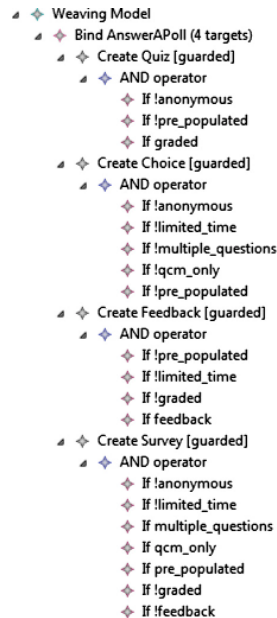 Weaving Model
Bind AnswerAPoll (4 targets)
Create Quiz [guarded]
AND operator
If !anonymous
If !pre_populated
If graded
Create Choice [guarded]
AND operator
If !anonymous
If !limited_time
If !multiple_questions
If !qcm_only
If !pre_populated
Create Feedback [guarded]
AND operator
If !pre_populated
If !limited_time
If !graded
If feedback
Create Survey [guarded]
AND operator
If !anonymous
If !limited_time
If multiple_questions
If qcm_only
If pre_populated
If !graded
If !feedback